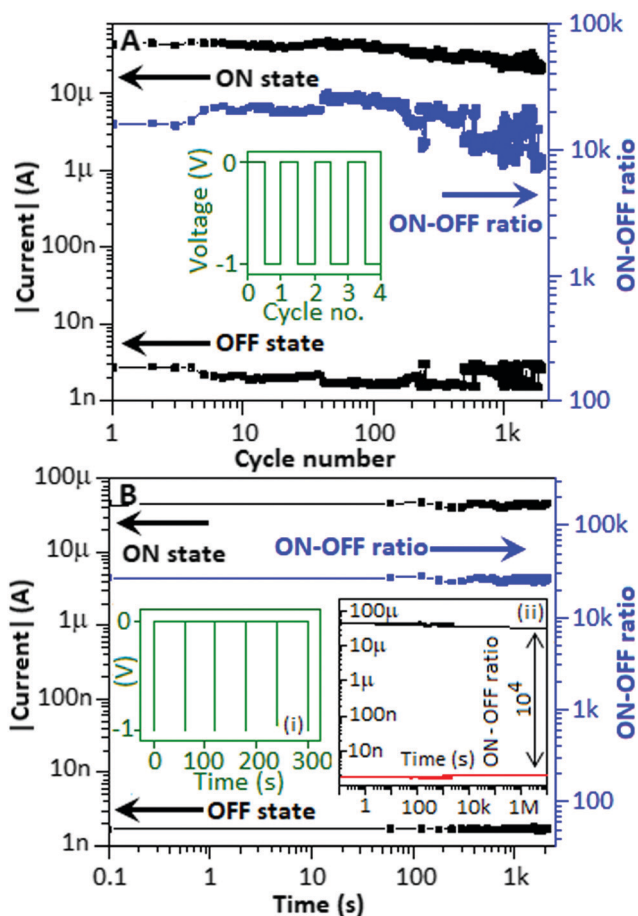 A
100k
ON state
10μ
10k
1μ
0
ON-OFF ratio
Voltage (V)
|Current| (A)
ON-OFF ratio
100n
-1
0 1 2 3 4
1k
Cycle no.
10n
OFF state
1n
100
1 10 100 1k
Cycle number
100μ
B
100k
ON-OFF ratio
10μ
ON state
10k
1μ
0
(V)
-1
(i)
0 100 200 300
Time (s)
100μ
(ii)
10μ
1μ
100n
10n
ON - OFF ratio
10⁴
Time (s)
1 100 10k 1M
|Current| (A)
ON-OFF ratio
100n
1k
10n
OFF state
100
1n
0.1 1 10 100 1k
Time (s)